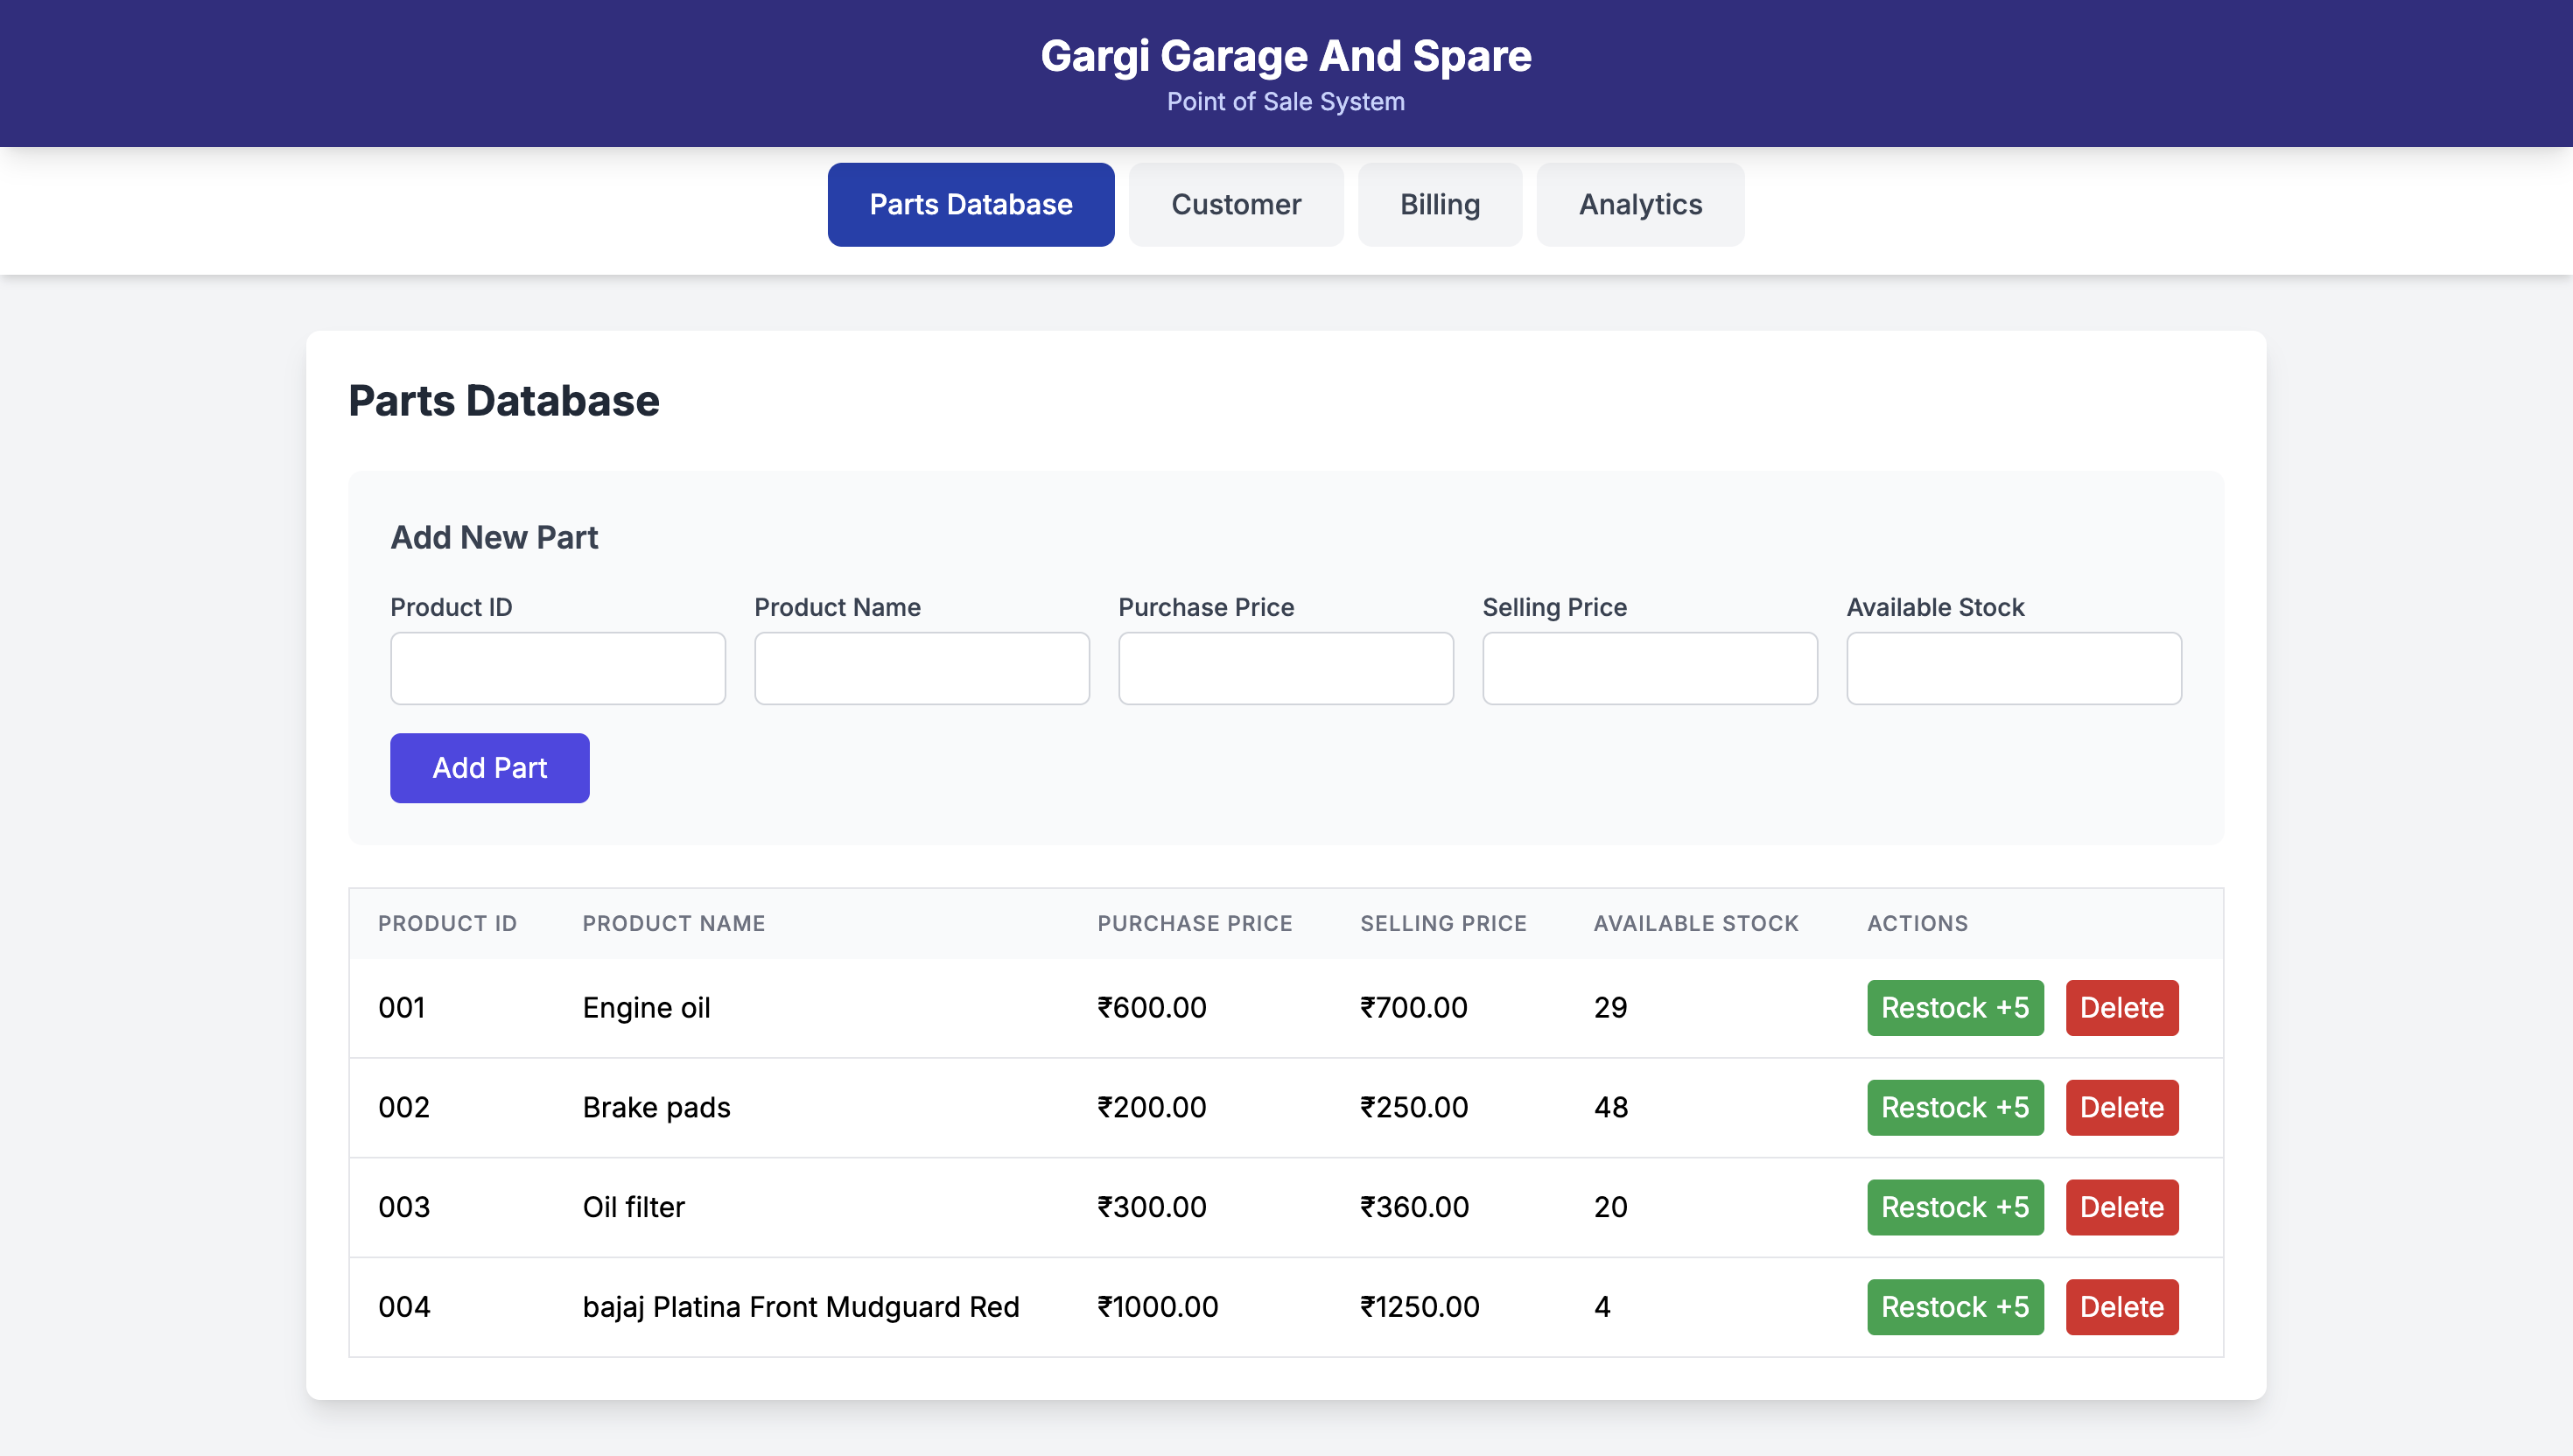 Gargi Garage And Spare
Point of Sale System
Parts Database Customer Billing Analytics
Parts Database
Add New Part
Product ID Product Name Purchase Price Selling Price Available Stock
Add Part
PRODUCT ID PRODUCT NAME PURCHASE PRICE SELLING PRICE AVAILABLE STOCK ACTIONS
001 Engine oil ₹600.00 ₹700.00 29 Restock +5 Delete
002 Brake pads ₹200.00 ₹250.00 48 Restock +5 Delete
003 Oil filter ₹300.00 ₹360.00 20 Restock +5 Delete
004 bajaj Platina Front Mudguard Red ₹1000.00 ₹1250.00 4 Restock +5 Delete